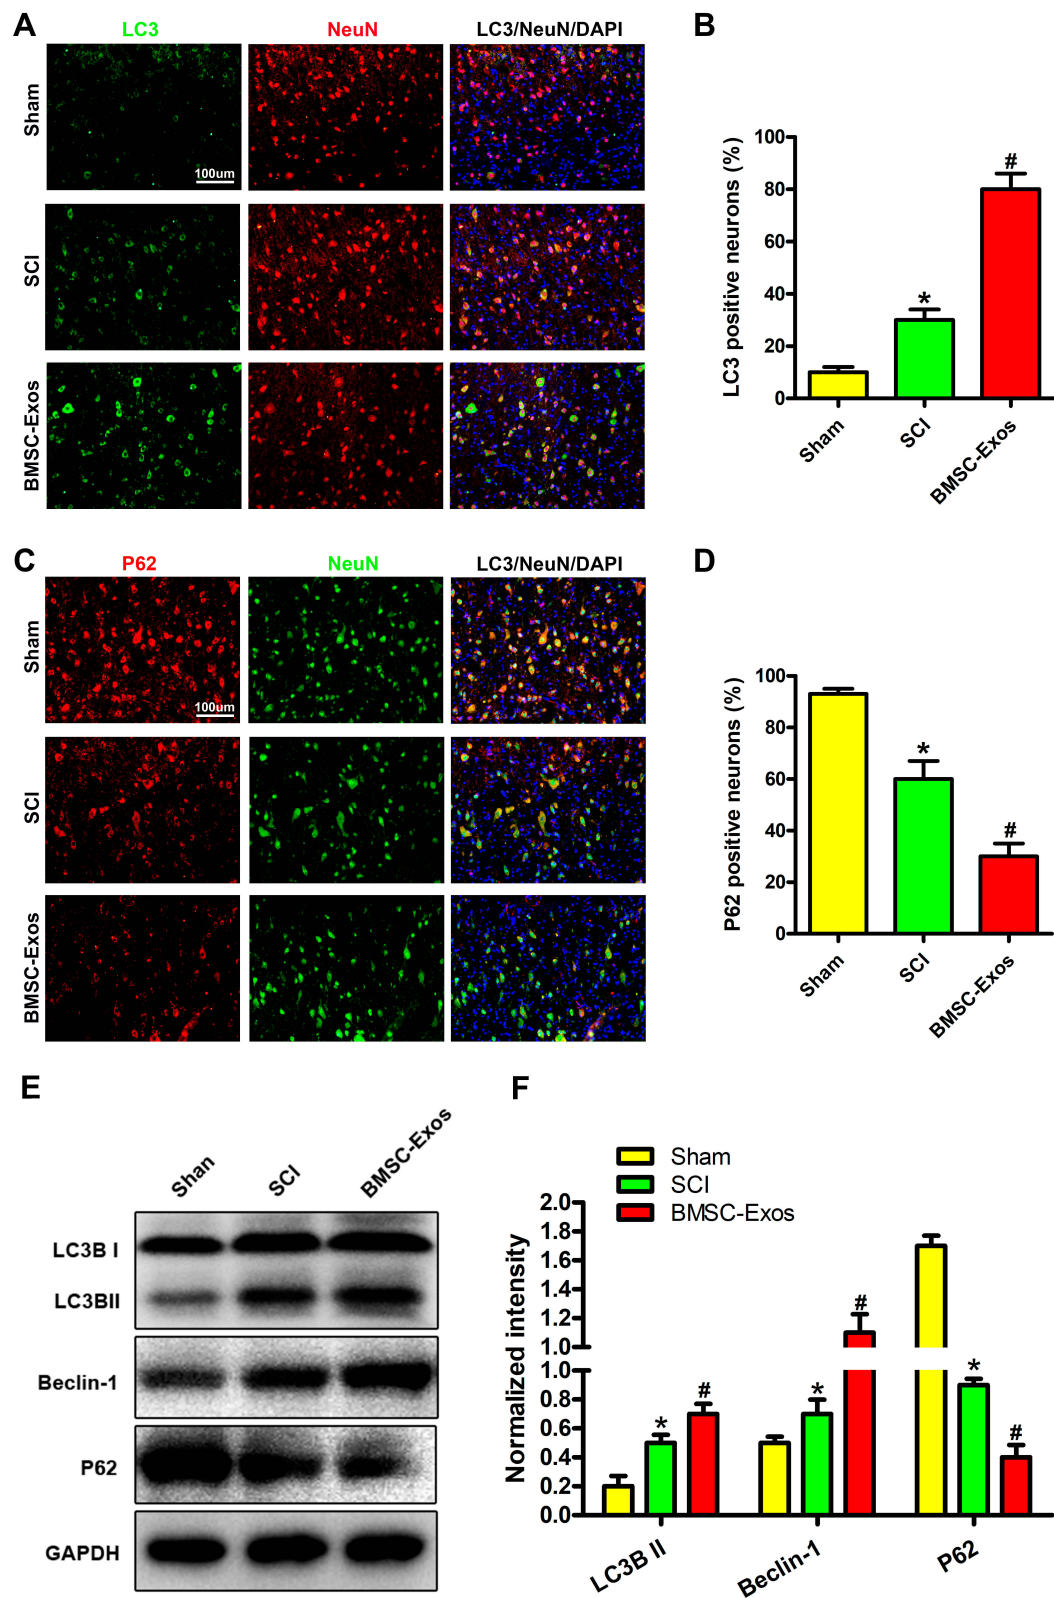 A
LC3
NeuN
LC3/NeuN/DAPI
Sham
100um
SCI
BMSC-Exos
B
LC3 positive neurons (%)
100
80
60
40
20
0
*
#
Sham
SCI
BMSC-Exos
C
P62
NeuN
LC3/NeuN/DAPI
Sham
100um
SCI
BMSC-Exos
D
P62 positive neurons (%)
100
80
60
40
20
0
*
#
Sham
SCI
BMSC-Exos
E
Shan
SCI
BMSC-Exos
LC3B I
LC3BII
Beclin-1
P62
GAPDH
F
Sham
SCI
BMSC-Exos
Normalized intensity
2.0
1.8
1.6
1.4
1.2
1.0
1.0
0.8
0.6
0.4
0.2
0.0
*
#
*
#
*
#
LC3B II
Beclin-1
P62